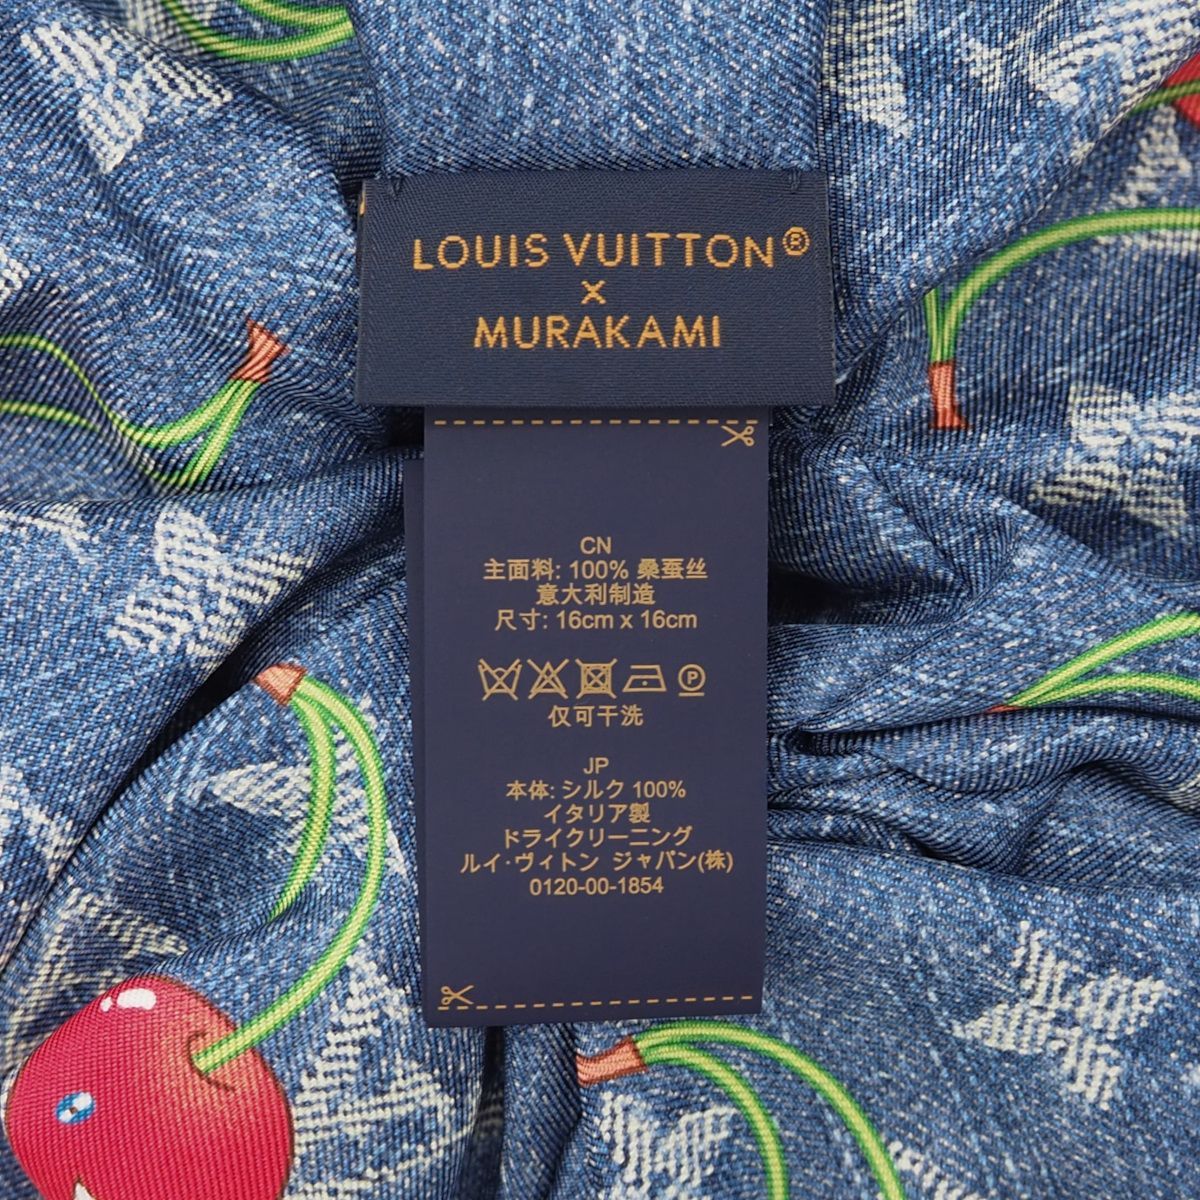 LOUIS VUITTON®
×
MURAKAMI
CN
主面料: 100% 桑蚕丝
意大利制造
尺寸: 16cm x 16cm
P
仅可干洗
JP
本体: シルク 100%
イタリア製
ドライクリーニング
ルイ·ヴィトン ジャパン(株)
0120-00-1854